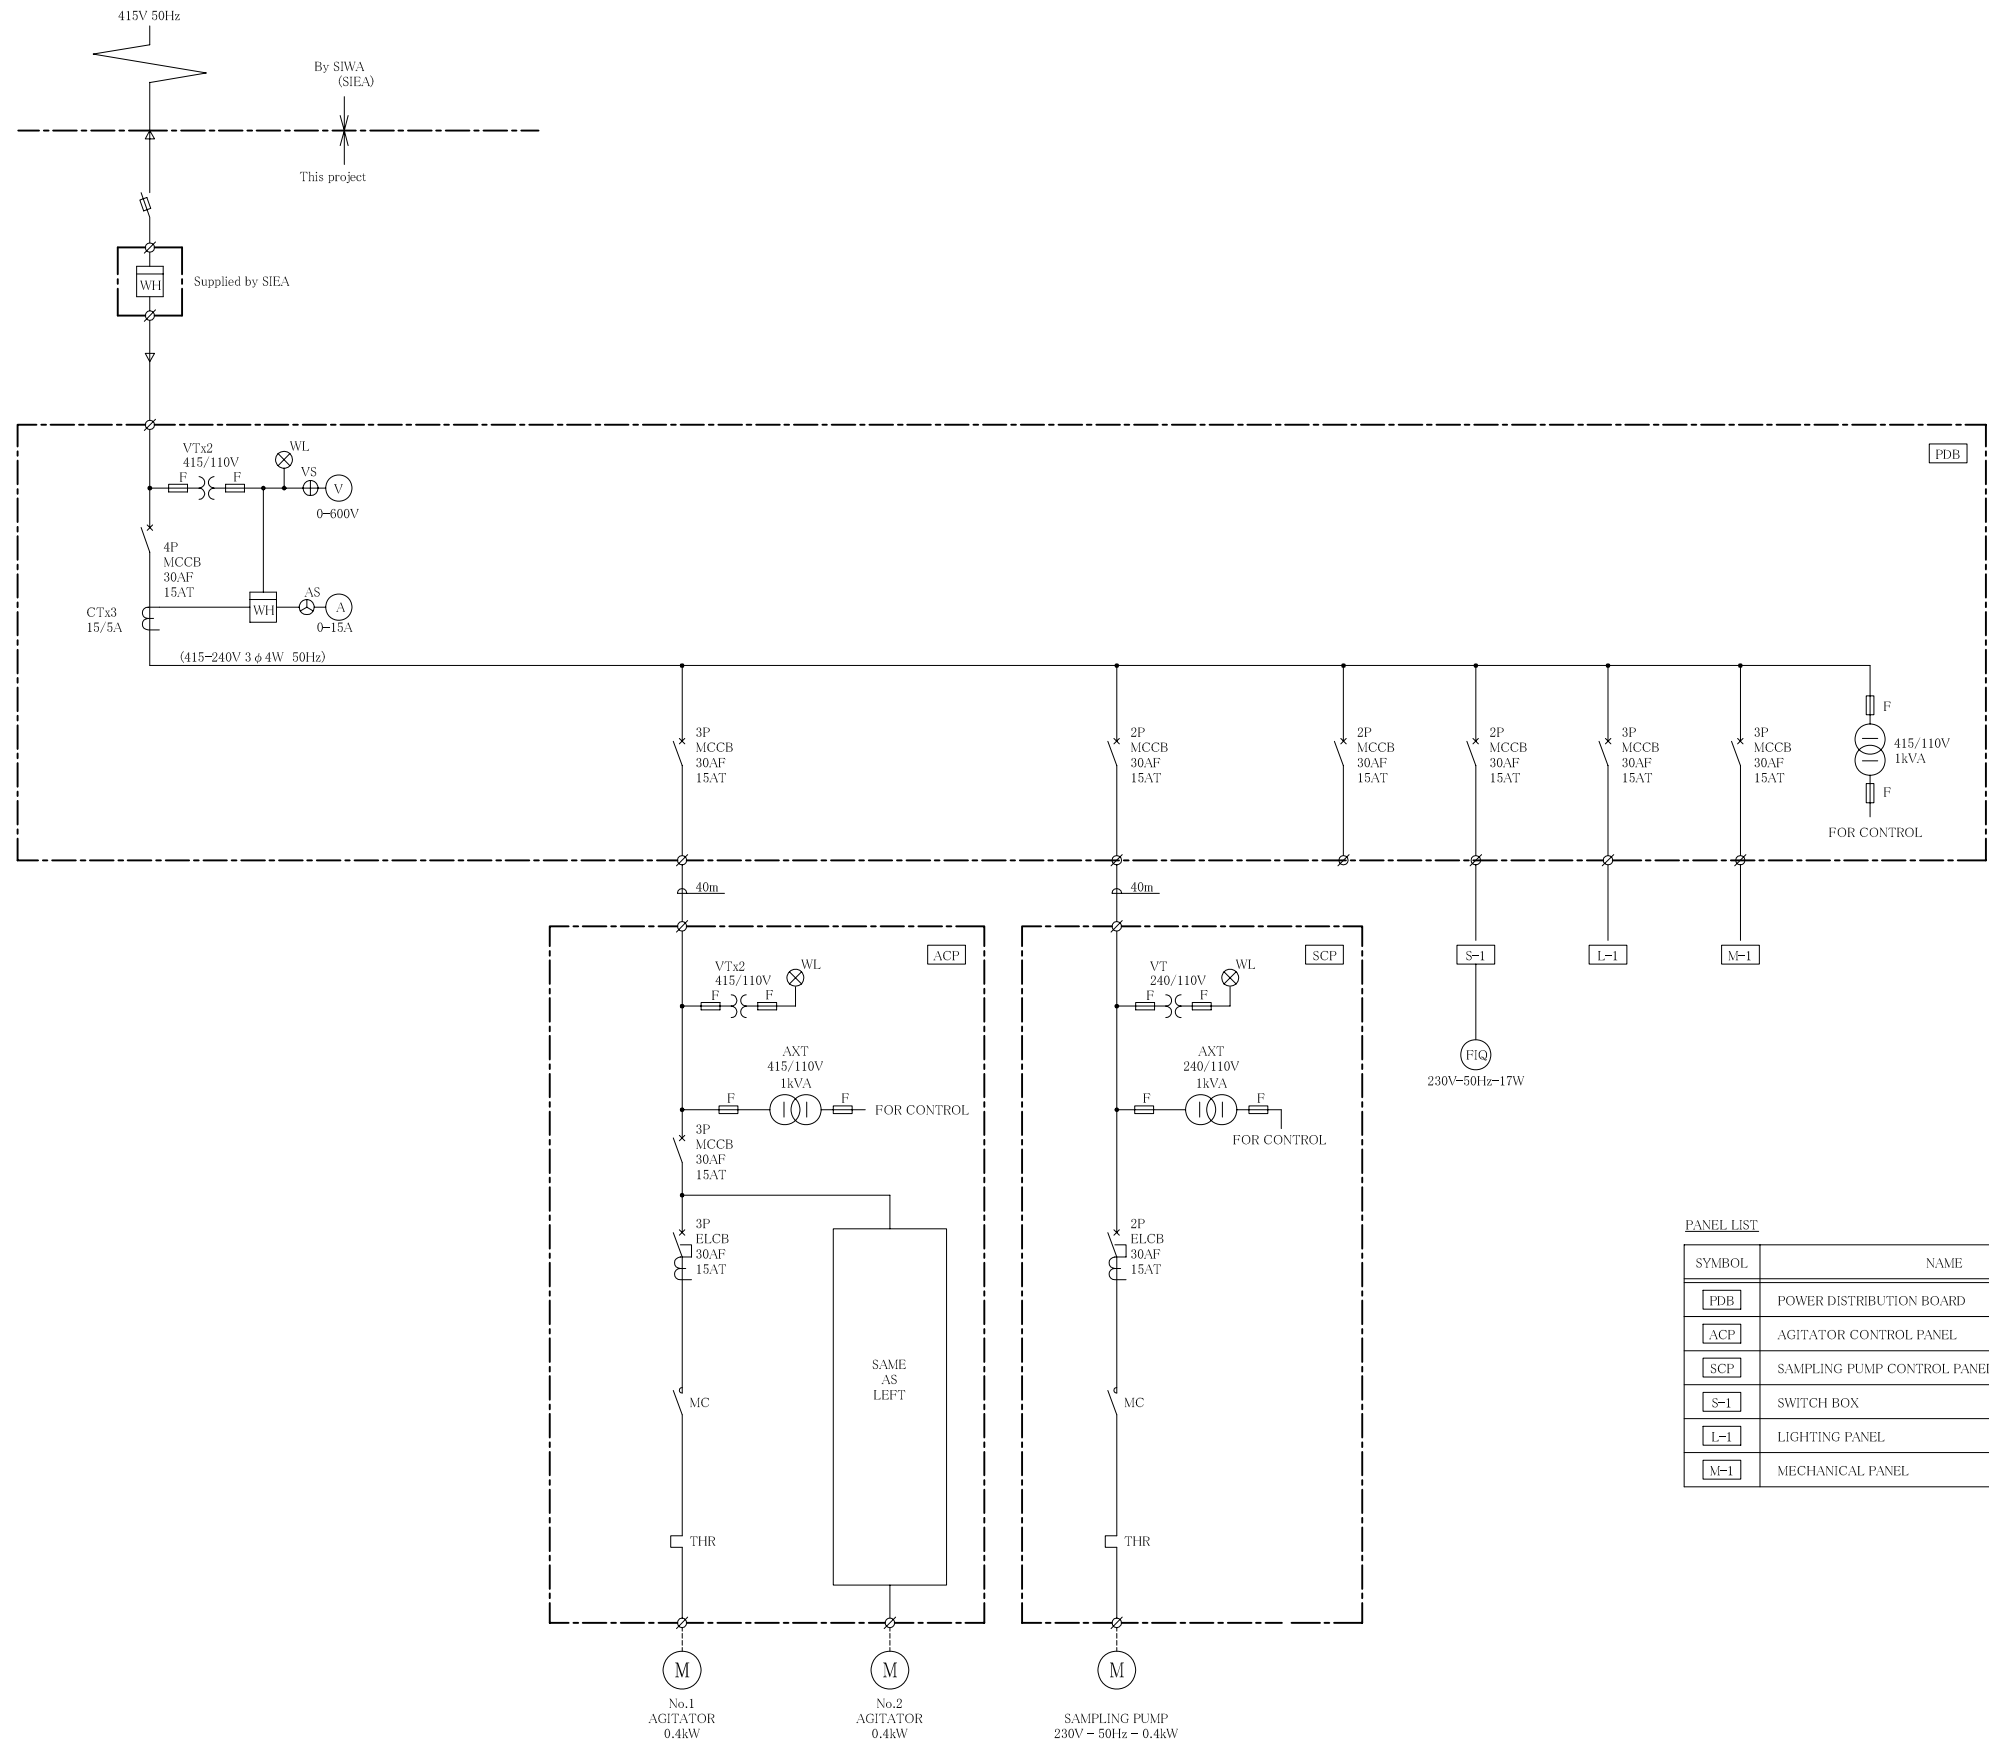 415V 50Hz
By SIWA
(SIEA)
This project
WH
Supplied by SIEA
PDB
VTx2
415/110V
F
F
WL
VS
V
0-600V
4P
MCCB
30AF
15AT
CTx3
15/5A
WH
AS
A
0-15A
(415-240V 3φ4W 50Hz)
3P
MCCB
30AF
15AT
2P
MCCB
30AF
15AT
2P
MCCB
30AF
15AT
2P
MCCB
30AF
15AT
3P
MCCB
30AF
15AT
3P
MCCB
30AF
15AT
F
415/110V
1kVA
F
FOR CONTROL
40m
40m
ACP
VTx2
415/110V
F
F
WL
AXT
415/110V
1kVA
F
F
FOR CONTROL
3P
MCCB
30AF
15AT
3P
ELCB
30AF
15AT
SAME
AS
LEFT
MC
THR
M
No.1
AGITATOR
0.4kW
M
No.2
AGITATOR
0.4kW
SCP
VT
240/110V
F
F
WL
AXT
240/110V
1kVA
F
F
FOR CONTROL
2P
ELCB
30AF
15AT
MC
THR
M
SAMPLING PUMP
230V - 50Hz - 0.4kW
S-1
L-1
M-1
FIQ
230V-50Hz-17W
PANEL LIST
SYMBOL NAME
PDB POWER DISTRIBUTION BOARD
ACP AGITATOR CONTROL PANEL
SCP SAMPLING PUMP CONTROL PANEL
S-1 SWITCH BOX
L-1 LIGHTING PANEL
M-1 MECHANICAL PANEL